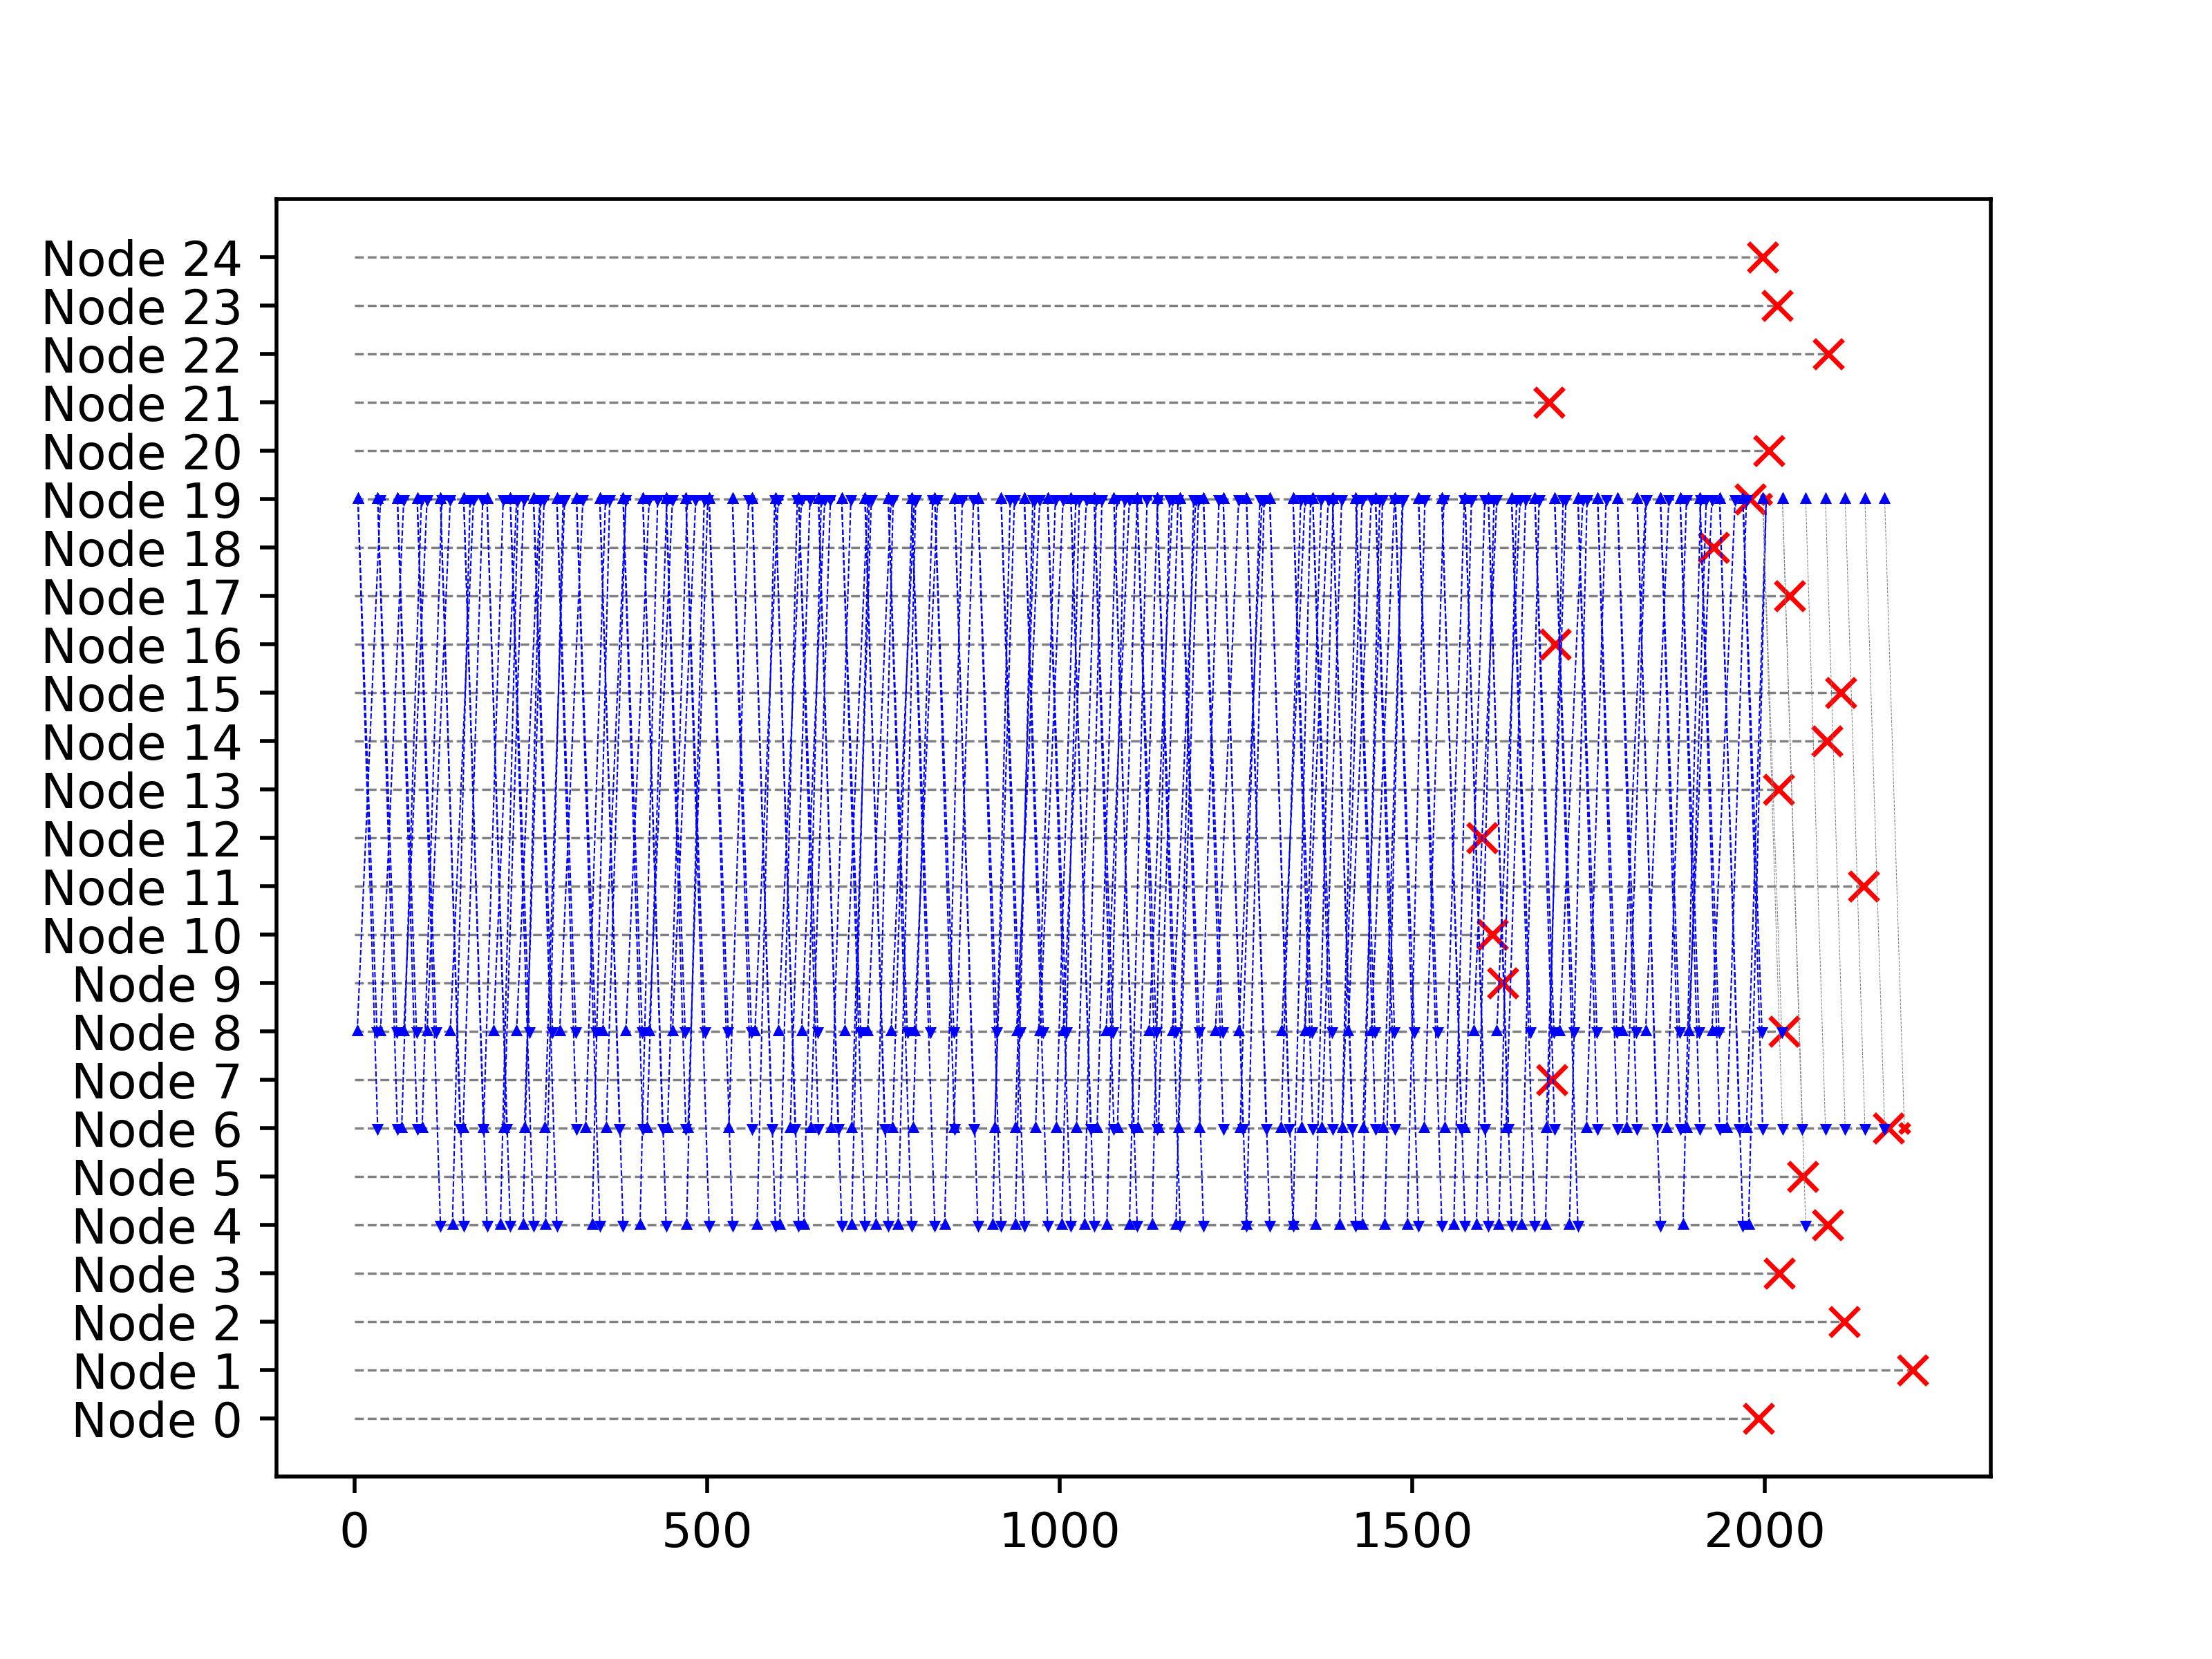 Node 24
Node 23
Node 22
Node 21
Node 20
Node 19
Node 18
Node 17
Node 16
Node 15
Node 14
Node 13
Node 12
Node 11
Node 10
Node 9
Node 8
Node 7
Node 6
Node 5
Node 4
Node 3
Node 2
Node 1
Node 0
0 500 1000 1500 2000